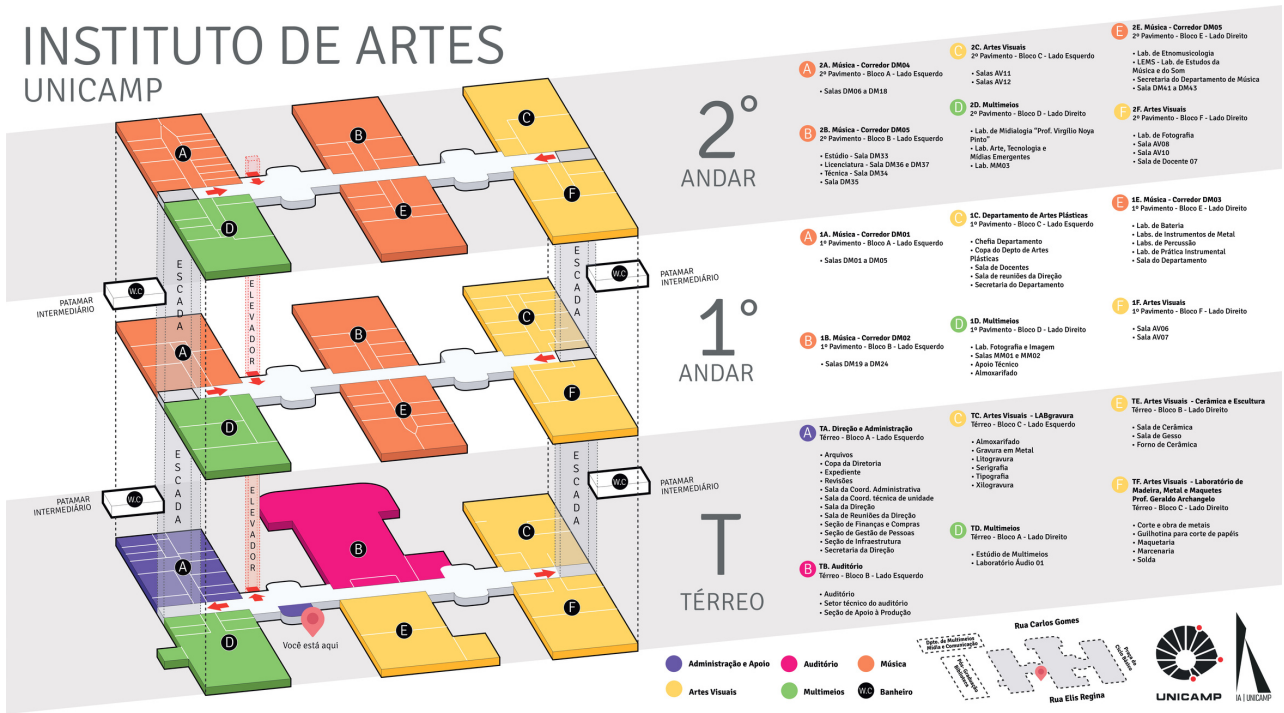 INSTITUTO DE ARTES
UNICAMP
A
B
C
D
E
F
2°
ANDAR
A
2A. Música - Corredor DM04
2º Pavimento - Bloco A - Lado Esquerdo
• Salas DM06 a DM18
B
2B. Música - Corredor DM05
2º Pavimento - Bloco B - Lado Esquerdo
• Estúdio - Sala DM33
• Licenciatura - Sala DM36 e DM37
• Técnica - Sala DM34
• Sala DM35
C
2C. Artes Visuais
2º Pavimento - Bloco C - Lado Esquerdo
• Salas AV11
• Salas AV12
D
2D. Multimeios
2º Pavimento - Bloco D - Lado Direito
• Lab. de Midialogia "Prof. Virgílio Noya
Pinto"
• Lab. Arte, Tecnologia e
Mídias Emergentes
• Lab. MM03
E
2E. Música - Corredor DM05
2º Pavimento - Bloco E - Lado Direito
• Lab. de Etnomusicologia
• LEMS - Lab. de Estudos da
Música e do Som
• Secretaria do Departamento de Música
• Sala DM41 a DM43
F
2F. Artes Visuais
2º Pavimento - Bloco F - Lado Direito
• Lab. de Fotografia
• Sala AV08
• Sala AV10
• Sala de Docente 07
PATAMAR
INTERMEDIÁRIO
W.C
ESCADA
ELEVADOR
ESCADA
W.C
PATAMAR
INTERMEDIÁRIO
A
B
C
D
E
F
1°
ANDAR
A
1A. Música - Corredor DM01
1º Pavimento - Bloco A - Lado Esquerdo
• Salas DM01 a DM05
B
1B. Música - Corredor DM02
1º Pavimento - Bloco B - Lado Esquerdo
• Salas DM19 a DM24
C
1C. Departamento de Artes Plásticas
1º Pavimento - Bloco C - Lado Esquerdo
• Chefia Departamento
• Copa do Depto de Artes
Plásticas
• Sala de Docentes
• Sala de reuniões da Direção
• Secretaria do Departamento
D
1D. Multimeios
1º Pavimento - Bloco D - Lado Direito
• Lab. Fotografia e Imagem
• Salas MM01 e MM02
• Apoio Técnico
• Almoxarifado
E
1E. Música - Corredor DM03
1º Pavimento - Bloco E - Lado Direito
• Lab. de Bateria
• Labs. de Instrumentos de Metal
• Labs. de Percussão
• Lab. de Prática Instrumental
• Sala do Departamento
F
1F. Artes Visuais
1º Pavimento - Bloco F - Lado Direito
• Sala AV06
• Sala AV07
PATAMAR
INTERMEDIÁRIO
W.C
ESCADA
ELEVADOR
ESCADA
W.C
PATAMAR
INTERMEDIÁRIO
A
B
C
D
E
F
Você está aqui
T
TÉRREO
A
TA. Direção e Administração
Térreo - Bloco A - Lado Esquerdo
• Arquivos
• Copa da Diretoria
• Expediente
• Revisões
• Sala da Coord. Administrativa
• Sala da Coord. técnica de unidade
• Sala da Direção
• Sala de Reuniões da Direção
• Seção de Finanças e Compras
• Seção de Gestão de Pessoas
• Seção de Infraestrutura
• Secretaria da Direção
B
TB. Auditório
Térreo - Bloco B - Lado Esquerdo
• Auditório
• Setor técnico do auditório
• Seção de Apoio à Produção
C
TC. Artes Visuais - LABgravura
Térreo - Bloco C - Lado Esquerdo
• Almoxarifado
• Gravura em Metal
• Litogravura
• Serigrafia
• Tipografia
• Xilogravura
D
TD. Multimeios
Térreo - Bloco A - Lado Direito
• Estúdio de Multimeios
• Laboratório Áudio 01
E
TE. Artes Visuais - Cerâmica e Escultura
Térreo - Bloco B - Lado Direito
• Sala de Cerâmica
• Sala de Gesso
• Forno de Cerâmica
F
TF. Artes Visuais - Laboratório de
Madeira, Metal e Maquetes
Prof. Geraldo Archangelo
Térreo - Bloco C - Lado Direito
• Corte e obra de metais
• Guilhotina para corte de papéis
• Maquetaria
• Marcenaria
• Solda
Administração e Apoio
Auditório
Música
Artes Visuais
Multimeios
W.C
Banheiro
Rua Carlos Gomes
Depto. de Multimeios
Mídia e Comunicação
Pós-Graduação
Biblioteca
Praça do
Ciclo Básico
Rua Elis Regina
UNICAMP
IA | UNICAMP